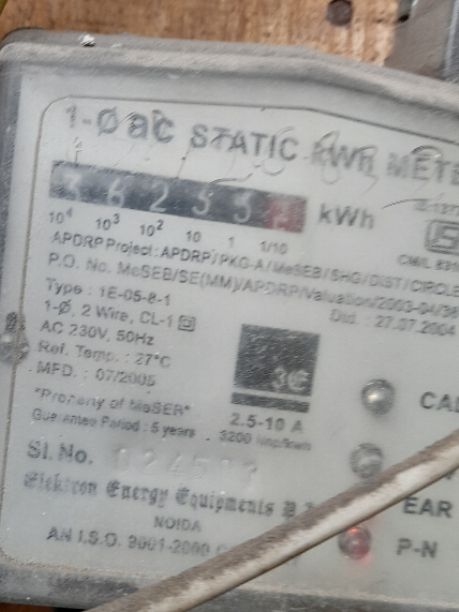 1-Ø aC STATIC kWh METE
kWh
10⁴ 10³ 10² 10 1 1/10
APDRP Project : APDRP / PKG-A / MeSEB / SHG / DIST / CIRCLE
P.O. No. MeSEB/SE(MM)/APDRP/Valuation/2003-04/36
Dtd. : 27.07.2004
Type : 1E-05-8-1
1-Ø, 2 Wire, CL-1
AC 230V, 50Hz
Ref. Temp. : 27°C
MFD. : 07/2005
"Property of MeSEB"
2.5-10 A
Guarantee Period : 5 years
3200 imp/kwh
CAL
Sl. No.
Elektron Energy Equipments P
EAR
NOIDA
P-N
AN I.S.O. 9001-2000